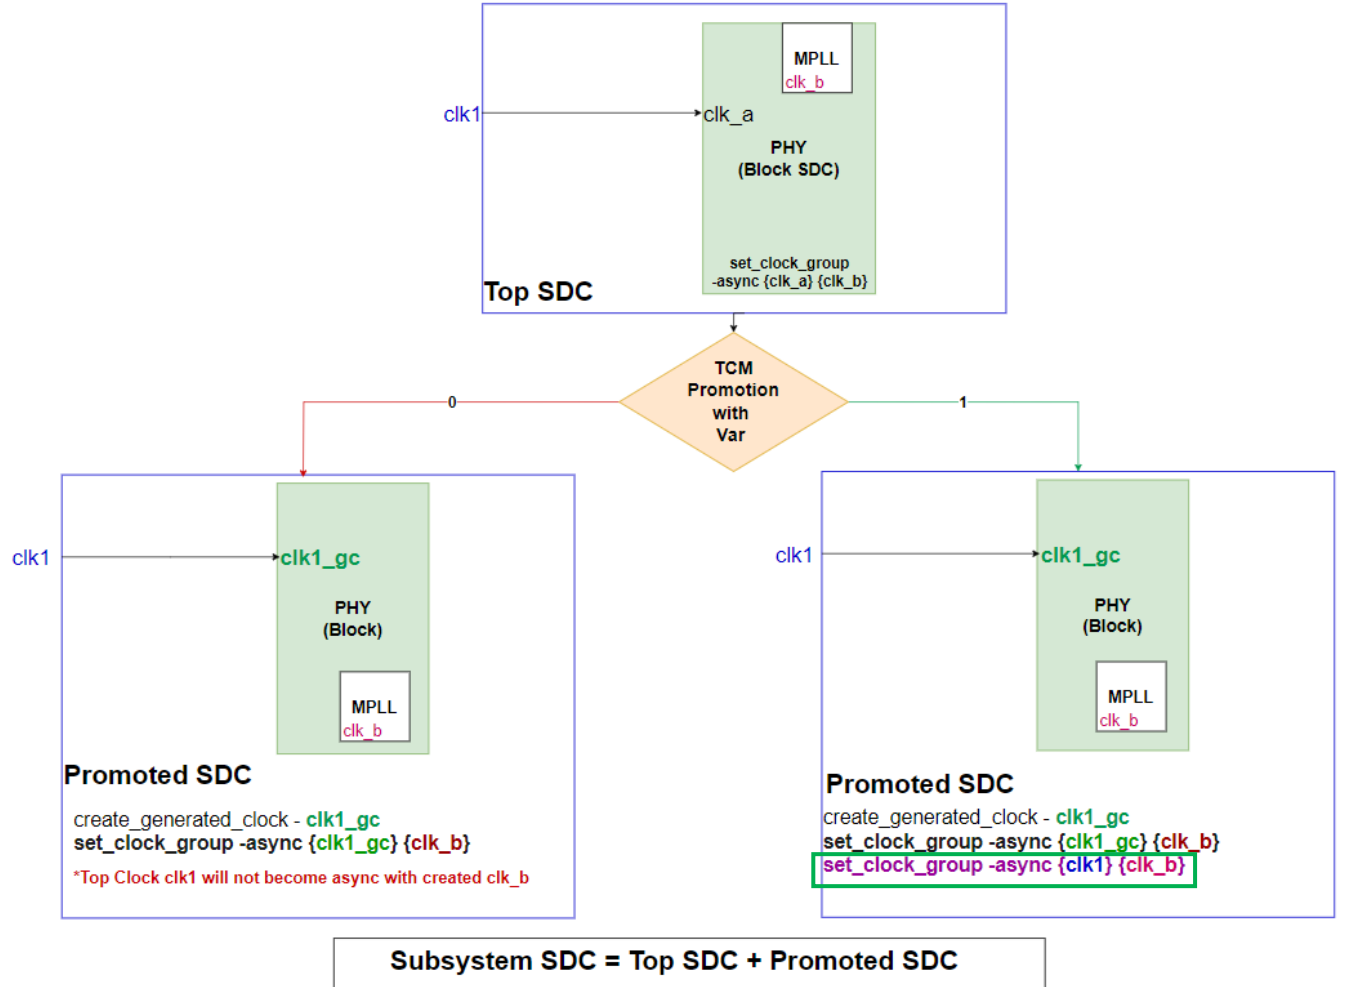 MPLL
clk_b
clk1
clk_a
PHY
(Block SDC)
set_clock_group
-async {clk_a} {clk_b}
Top SDC
TCM
Promotion
with
Var
0
1
clk1
clk1_gc
PHY
(Block)
MPLL
clk_b
Promoted SDC
create_generated_clock - clk1_gc
set_clock_group -async {clk1_gc} {clk_b}
*Top Clock clk1 will not become async with created clk_b
clk1
clk1_gc
PHY
(Block)
MPLL
clk_b
Promoted SDC
create_generated_clock - clk1_gc
set_clock_group -async {clk1_gc} {clk_b}
set_clock_group -async {clk1} {clk_b}
Subsystem SDC = Top SDC + Promoted SDC